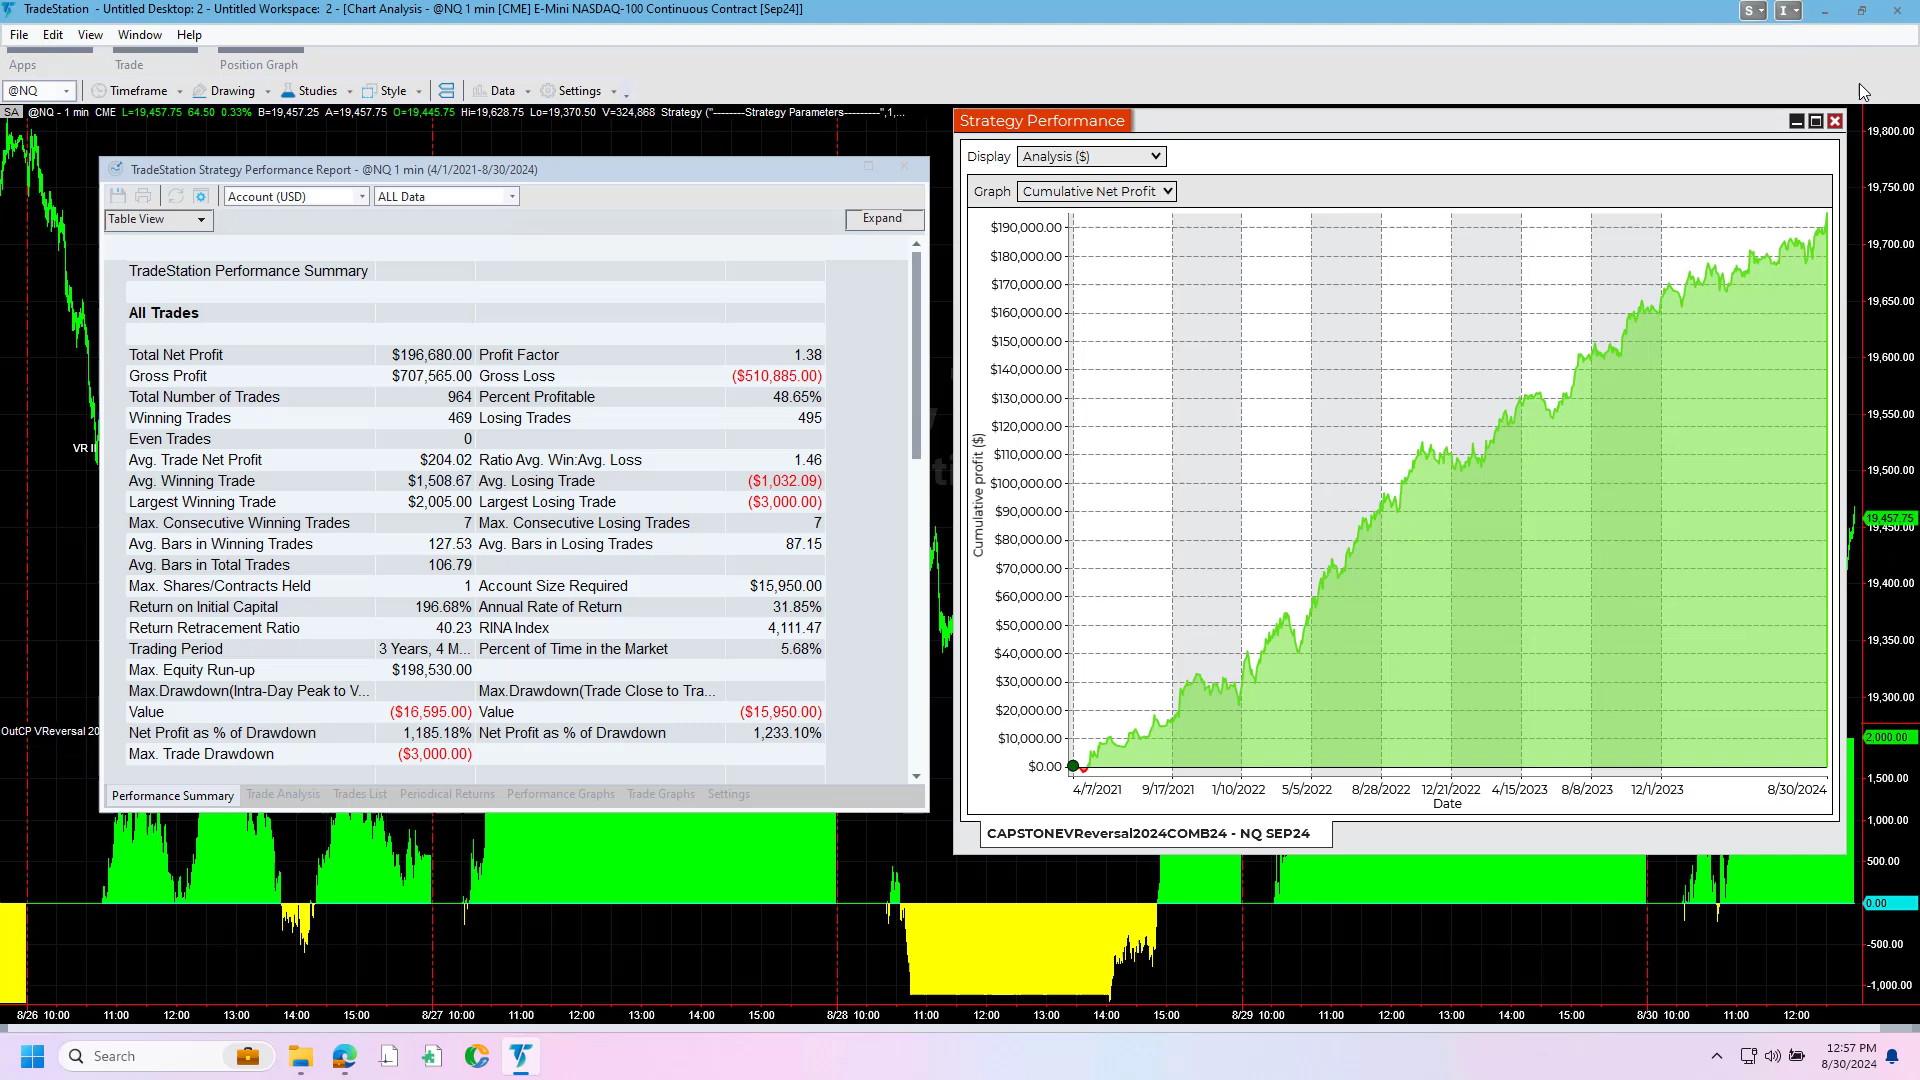 TradeStation - Untitled Desktop: 2 - Untitled Workspace: 2 - [Chart Analysis - @NQ 1 min [CME] E-Mini NASDAQ-100 Continuous Contract [Sep24]]
S I
File Edit View Window Help
Apps Trade Position Graph
@NQ Timeframe Drawing Studies Style Data Settings
SA @NQ - 1 min CME L=19,457.75 64.50 0.33% B=19,457.25 A=19,457.75 O=19,445.75 Hi=19,628.75 Lo=19,370.50 V=324,868 Strategy ("--------Strategy Parameters---------",1,...
TradeStation Strategy Performance Report - @NQ 1 min (4/1/2021-8/30/2024)
Account (USD) ALL Data
Table View Expand
TradeStation Performance Summary
All Trades
Total Net Profit $196,680.00 Profit Factor 1.38
Gross Profit $707,565.00 Gross Loss ($510,885.00)
Total Number of Trades 964 Percent Profitable 48.65%
Winning Trades 469 Losing Trades 495
Even Trades 0
Avg. Trade Net Profit $204.02 Ratio Avg. Win:Avg. Loss 1.46
Avg. Winning Trade $1,508.67 Avg. Losing Trade ($1,032.09)
Largest Winning Trade $2,005.00 Largest Losing Trade ($3,000.00)
Max. Consecutive Winning Trades 7 Max. Consecutive Losing Trades 7
Avg. Bars in Winning Trades 127.53 Avg. Bars in Losing Trades 87.15
Avg. Bars in Total Trades 106.79
Max. Shares/Contracts Held 1 Account Size Required $15,950.00
Return on Initial Capital 196.68% Annual Rate of Return 31.85%
Return Retracement Ratio 40.23 RINA Index 4,111.47
Trading Period 3 Years, 4 M... Percent of Time in the Market 5.68%
Max. Equity Run-up $198,530.00
Max.Drawdown(Intra-Day Peak to V... Max.Drawdown(Trade Close to Tra...
Value ($16,595.00) Value ($15,950.00)
Net Profit as % of Drawdown 1,185.18% Net Profit as % of Drawdown 1,233.10%
Max. Trade Drawdown ($3,000.00)
Performance Summary Trade Analysis Trades List Periodical Returns Performance Graphs Trade Graphs Settings
VR II
OutCP VReversal 20
Strategy Performance
Display Analysis ($)
Graph Cumulative Net Profit
Cumulative profit ($)
$190,000.00
$180,000.00
$170,000.00
$160,000.00
$150,000.00
$140,000.00
$130,000.00
$120,000.00
$110,000.00
$100,000.00
$90,000.00
$80,000.00
$70,000.00
$60,000.00
$50,000.00
$40,000.00
$30,000.00
$20,000.00
$10,000.00
$0.00
4/7/2021 9/17/2021 1/10/2022 5/5/2022 8/28/2022 12/21/2022 4/15/2023 8/8/2023 12/1/2023 8/30/2024
Date
CAPSTONEVReversal2024COMB24 - NQ SEP24
19,800.00
19,750.00
19,700.00
19,650.00
19,600.00
19,550.00
19,500.00
19,457.75
19,450.00
19,400.00
19,350.00
19,300.00
2,000.00
1,500.00
1,000.00
500.00
0.00
-500.00
-1,000.00
8/26 10:00 11:00 12:00 13:00 14:00 15:00 8/27 10:00 11:00 12:00 13:00 14:00 15:00 8/28 10:00 11:00 12:00 13:00 14:00 15:00 8/29 10:00 11:00 12:00 13:00 14:00 15:00 8/30 10:00 11:00 12:00
Search
12:57 PM
8/30/2024